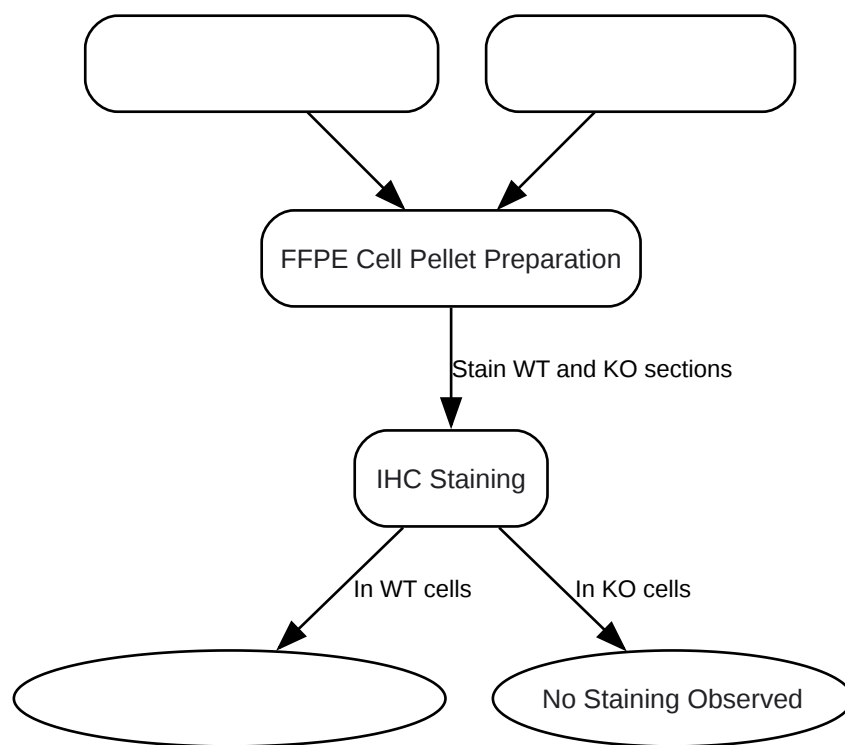 FFPE Cell Pellet Preparation
Stain WT and KO sections
IHC Staining
In WT cells
In KO cells
No Staining Observed